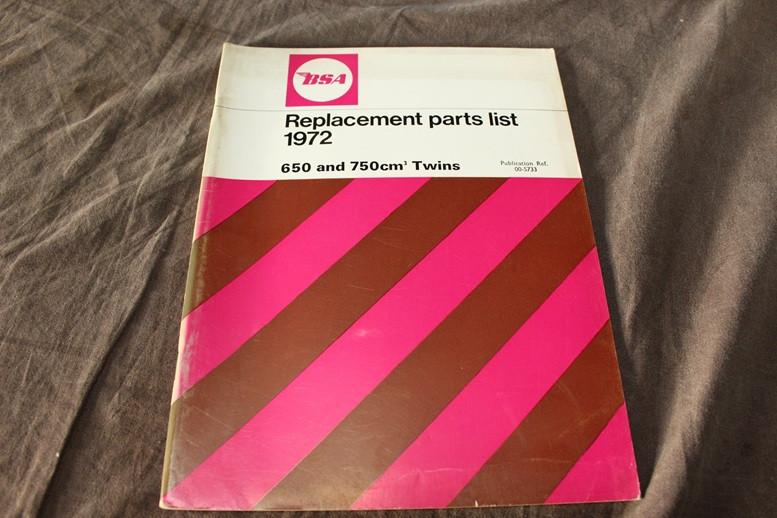 BSA
Replacement parts list
1972
650 and 750cm³ Twins
Publication Ref.
00-5733